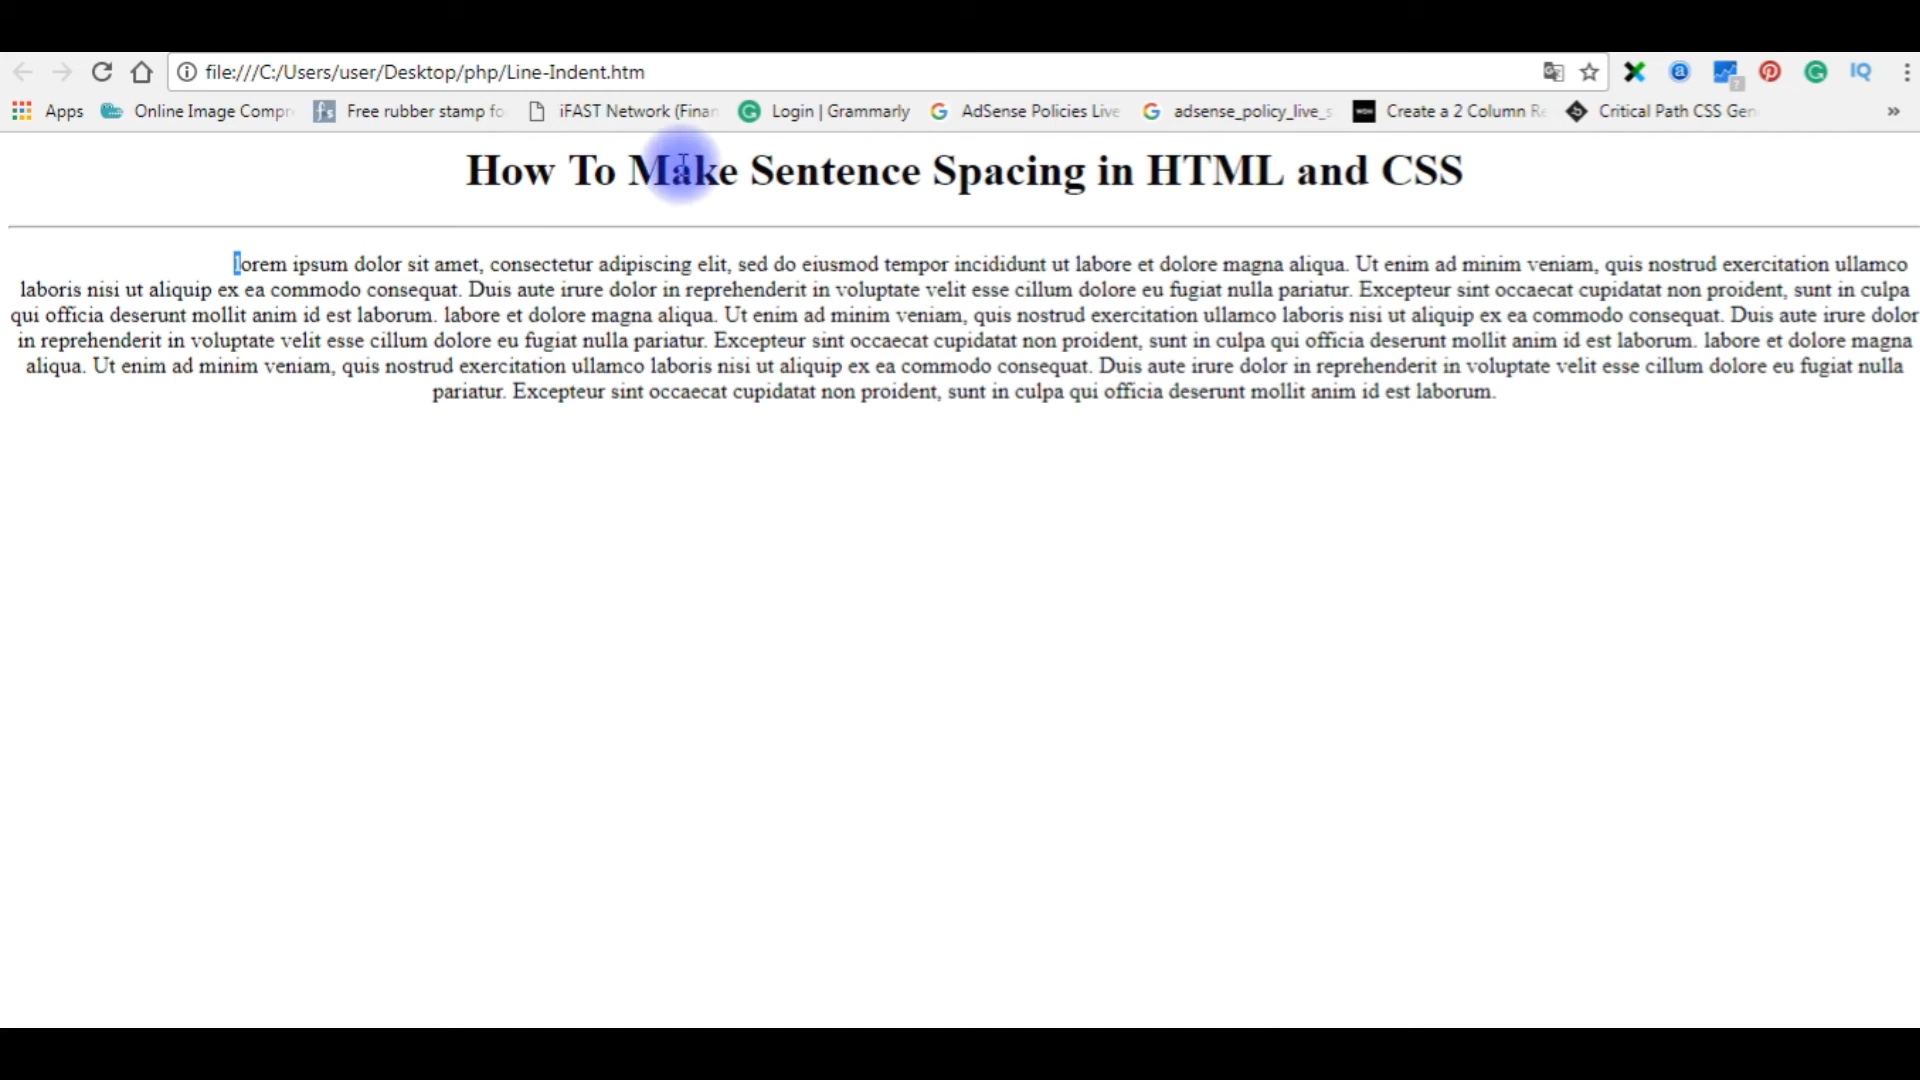 file:///C:/Users/user/Desktop/php/Line-Indent.htm
Apps Online Image Compr Free rubber stamp fo iFAST Network (Finan Login | Grammarly AdSense Policies Live adsense_policy_live_s Create a 2 Column Re Critical Path CSS Gen »
How To Make Sentence Spacing in HTML and CSS
lorem ipsum dolor sit amet, consectetur adipiscing elit, sed do eiusmod tempor incididunt ut labore et dolore magna aliqua. Ut enim ad minim veniam, quis nostrud exercitation ullamco
laboris nisi ut aliquip ex ea commodo consequat. Duis aute irure dolor in reprehenderit in voluptate velit esse cillum dolore eu fugiat nulla pariatur. Excepteur sint occaecat cupidatat non proident, sunt in culpa
qui officia deserunt mollit anim id est laborum. labore et dolore magna aliqua. Ut enim ad minim veniam, quis nostrud exercitation ullamco laboris nisi ut aliquip ex ea commodo consequat. Duis aute irure dolor
in reprehenderit in voluptate velit esse cillum dolore eu fugiat nulla pariatur. Excepteur sint occaecat cupidatat non proident, sunt in culpa qui officia deserunt mollit anim id est laborum. labore et dolore magna
aliqua. Ut enim ad minim veniam, quis nostrud exercitation ullamco laboris nisi ut aliquip ex ea commodo consequat. Duis aute irure dolor in reprehenderit in voluptate velit esse cillum dolore eu fugiat nulla
pariatur. Excepteur sint occaecat cupidatat non proident, sunt in culpa qui officia deserunt mollit anim id est laborum.